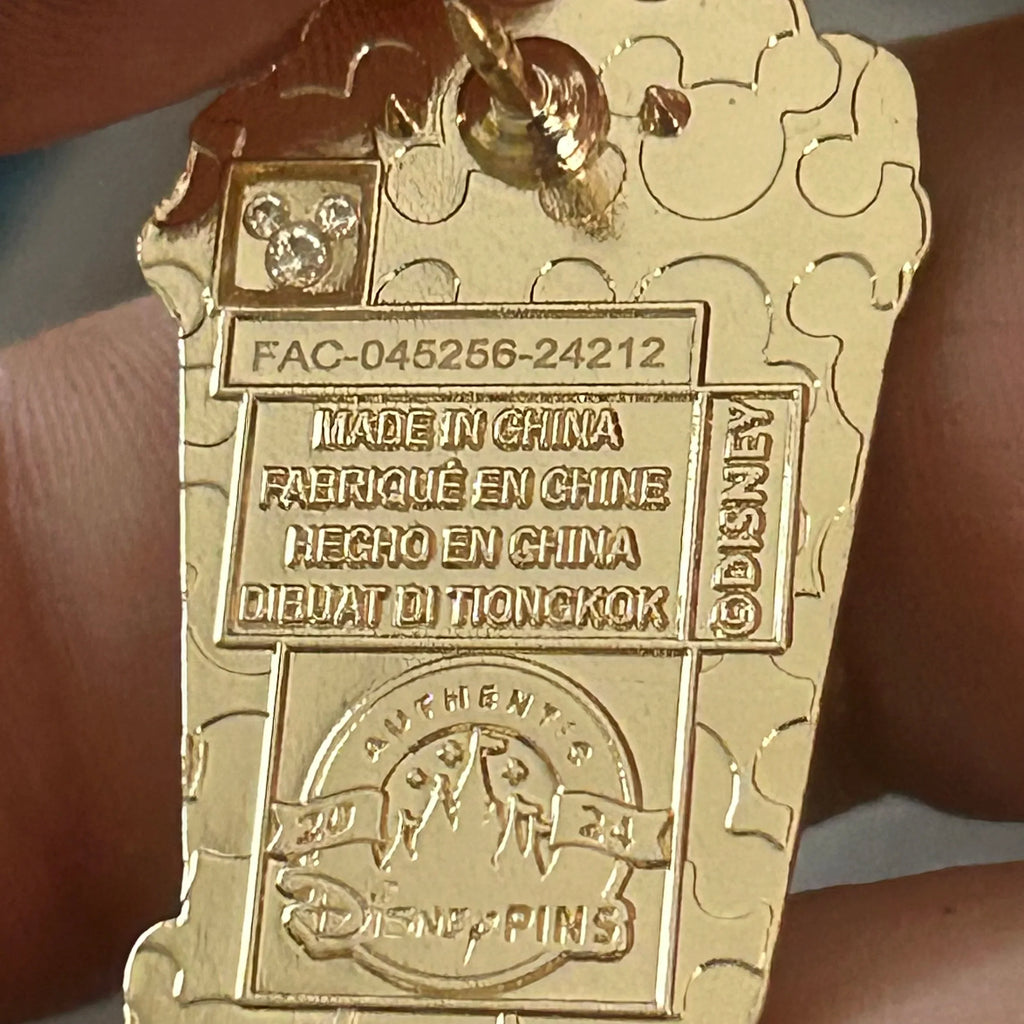 FAC-045256-24212
MADE IN CHINA
FABRIQUÉ EN CHINE
HECHO EN CHINA
DIBUAT DI TIONGKOK
©DISNEY
AUTHENTIC
20 24
DISNEY PINS